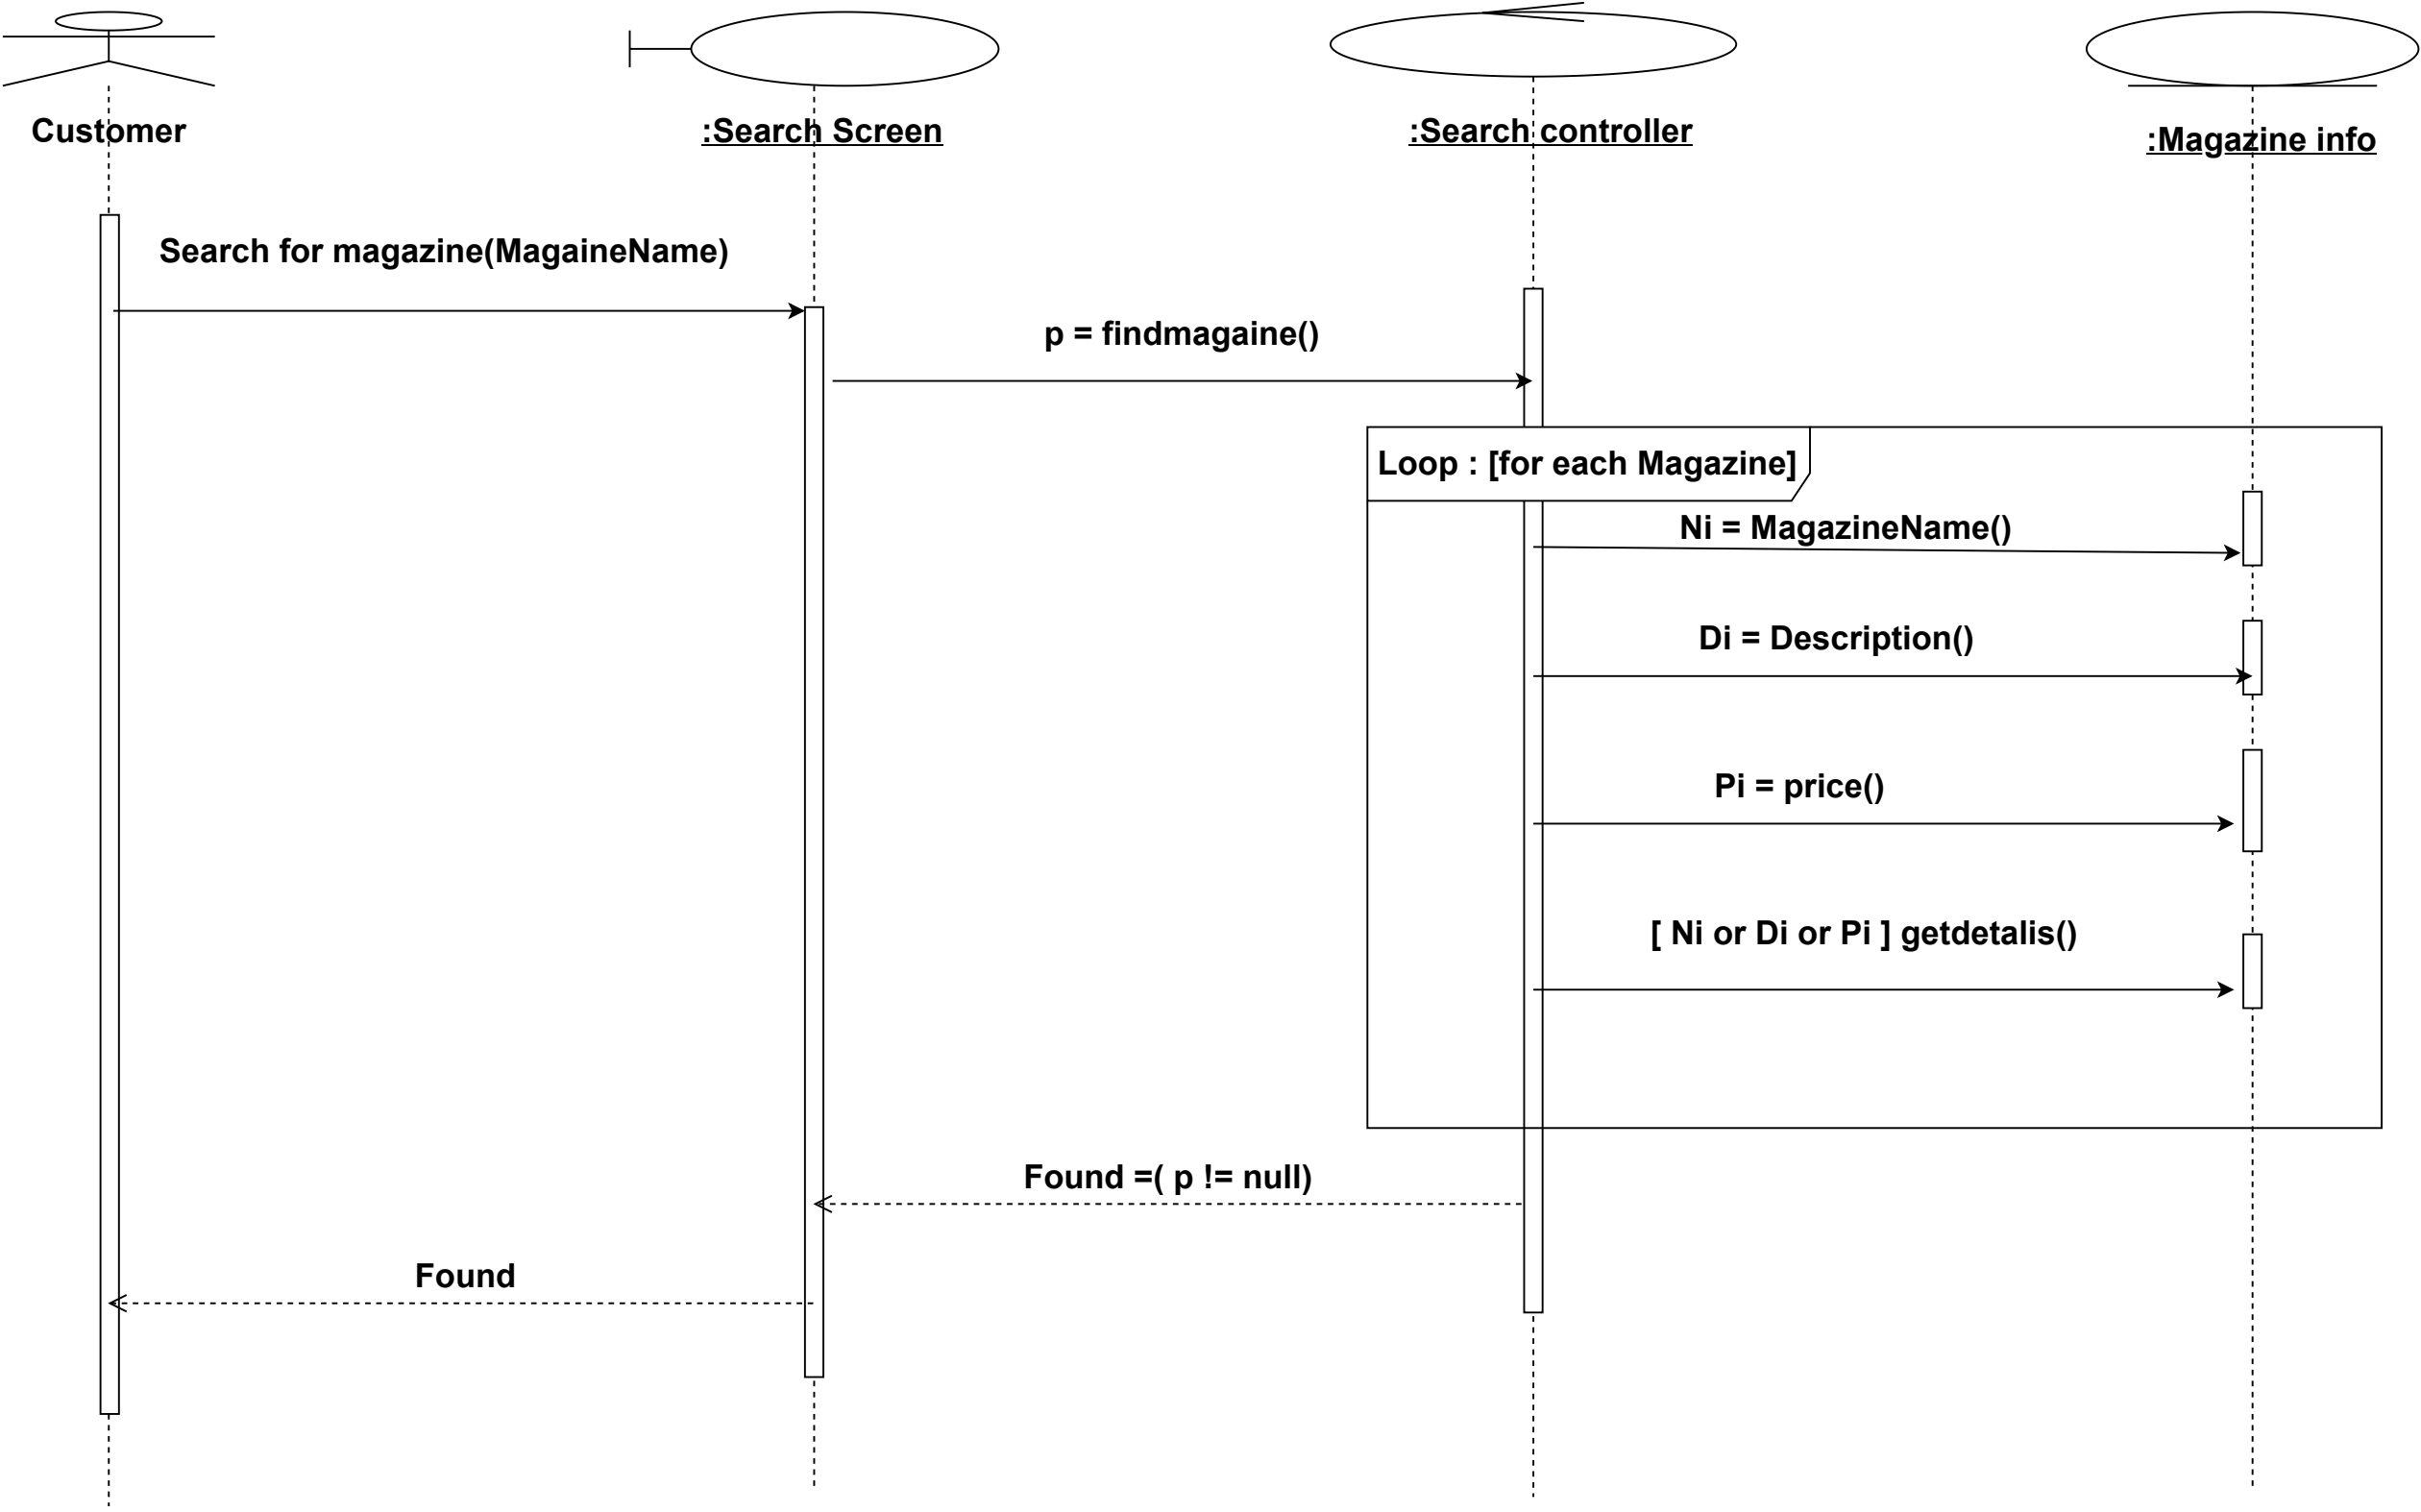 Customer
:Search Screen
:Search controller
:Magazine info
Search for magazine(MagaineName)
p = findmagaine()
Loop : [for each Magazine]
Ni = MagazineName()
Di = Description()
Pi = price()
[ Ni or Di or Pi ] getdetalis()
Found =( p != null)
Found